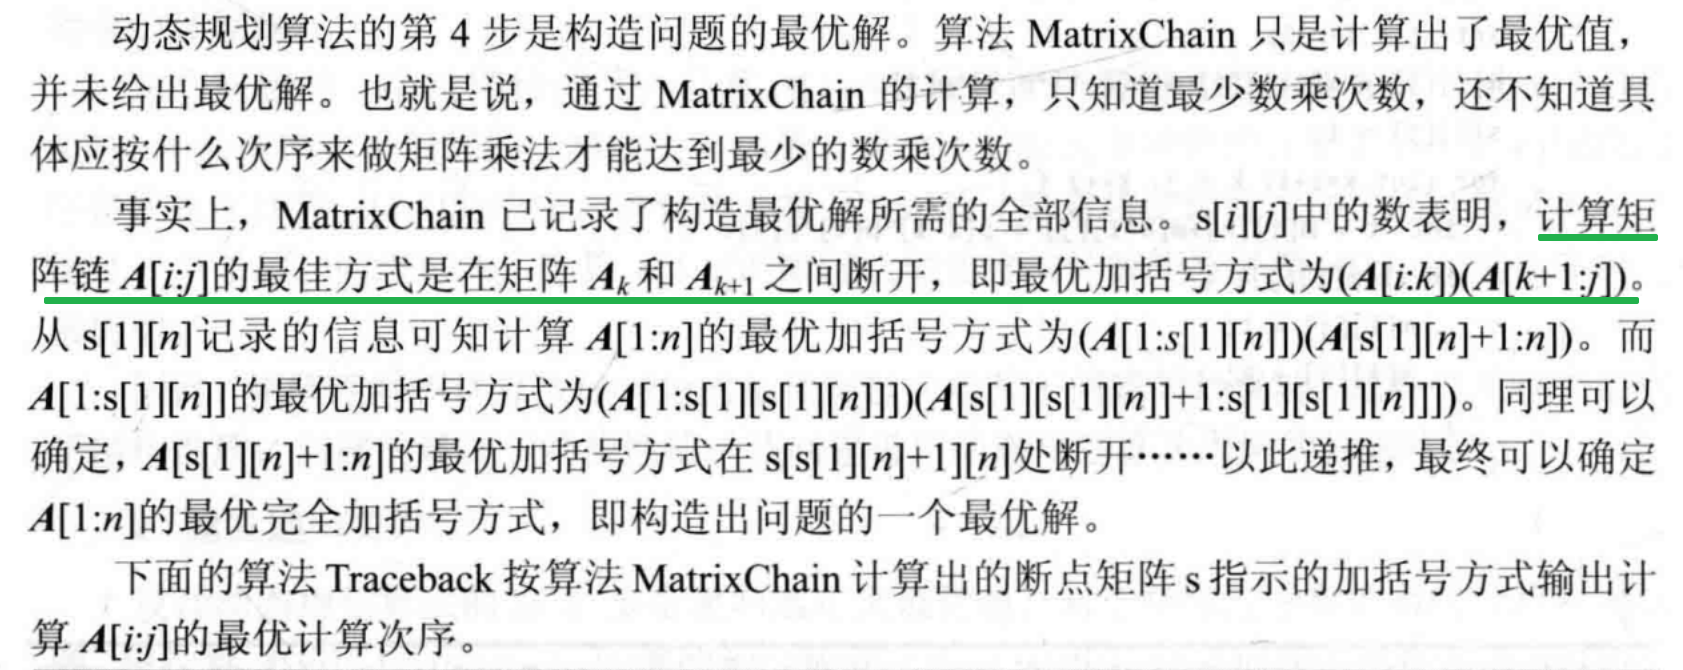 动态规划算法的第 4 步是构造问题的最优解。算法 MatrixChain 只是计算出了最优值，
并未给出最优解。也就是说，通过 MatrixChain 的计算，只知道最少数乘次数，还不知道具
体应按什么次序来做矩阵乘法才能达到最少的数乘次数。
事实上，MatrixChain 已记录了构造最优解所需的全部信息。s[i][j]中的数表明，计算矩
阵链 A[i:j]的最佳方式是在矩阵 Ak 和 Ak+1 之间断开，即最优加括号方式为(A[i:k])(A[k+1:j])。
从 s[1][n]记录的信息可知计算 A[1:n]的最优加括号方式为(A[1:s[1][n]])(A[s[1][n]+1:n])。而
A[1:s[1][n]]的最优加括号方式为(A[1:s[1][s[1][n]]])(A[s[1][s[1][n]]+1:s[1][s[1][n]]])。同理可以
确定，A[s[1][n]+1:n]的最优加括号方式在 s[s[1][n]+1][n]处断开……以此递推，最终可以确定
A[1:n]的最优完全加括号方式，即构造出问题的一个最优解。
下面的算法 Traceback 按算法 MatrixChain 计算出的断点矩阵 s 指示的加括号方式输出计
算 A[i:j]的最优计算次序。